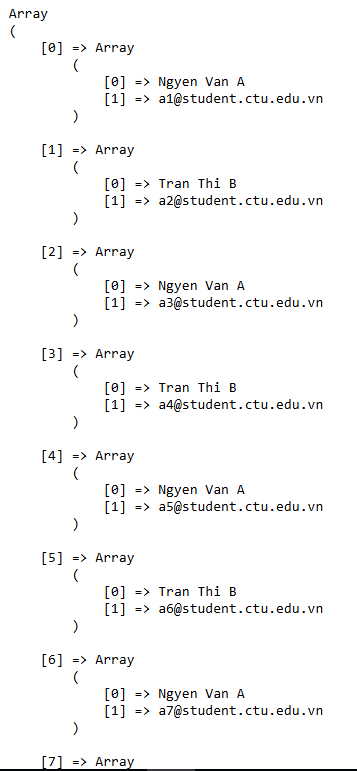 Array
(
    [0] => Array
        (
            [0] => Ngyen Van A
            [1] => a1@student.ctu.edu.vn
        )

    [1] => Array
        (
            [0] => Tran Thi B
            [1] => a2@student.ctu.edu.vn
        )

    [2] => Array
        (
            [0] => Ngyen Van A
            [1] => a3@student.ctu.edu.vn
        )

    [3] => Array
        (
            [0] => Tran Thi B
            [1] => a4@student.ctu.edu.vn
        )

    [4] => Array
        (
            [0] => Ngyen Van A
            [1] => a5@student.ctu.edu.vn
        )

    [5] => Array
        (
            [0] => Tran Thi B
            [1] => a6@student.ctu.edu.vn
        )

    [6] => Array
        (
            [0] => Ngyen Van A
            [1] => a7@student.ctu.edu.vn
        )

    [7] => Array